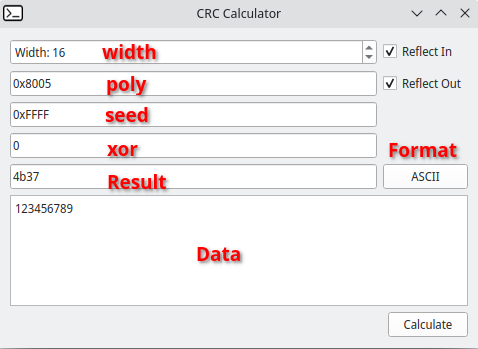 CRC Calculator
Width: 16 width
Reflect In
0x8005 poly
Reflect Out
0xFFFF seed
0 xor
Format
4b37 Result
ASCII
123456789
Data
Calculate